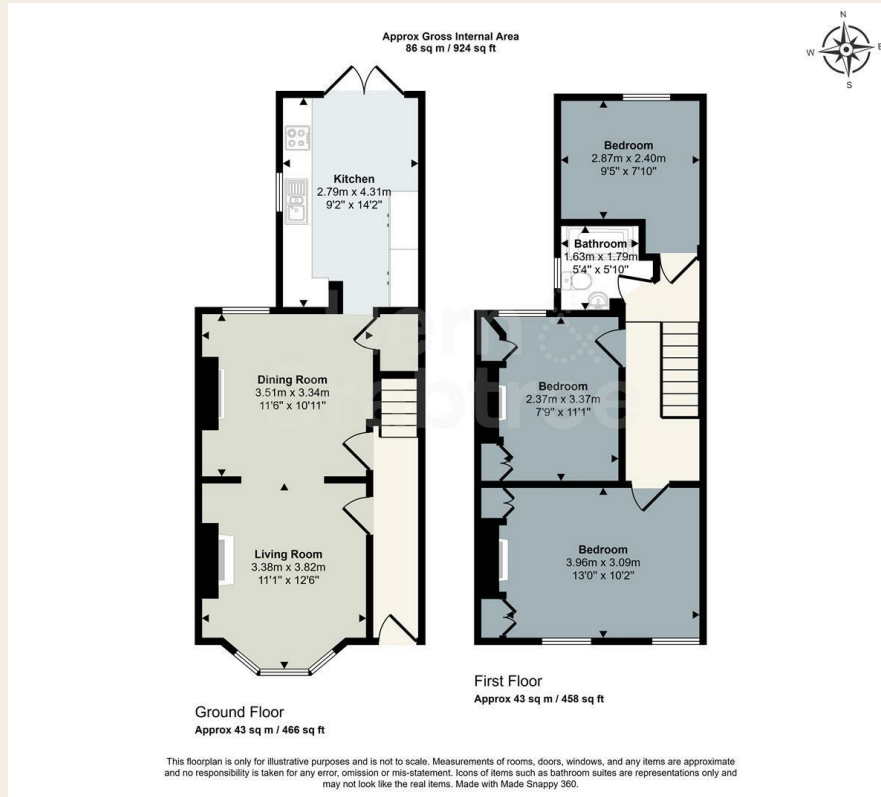 Approx Gross Internal Area
86 sq m / 924 sq ft
N
W
E
S
Kitchen
2.79m x 4.31m
9'2" x 14'2"
Dining Room
3.51m x 3.34m
11'6" x 10'11"
Living Room
3.38m x 3.82m
11'1" x 12'6"
Ground Floor
Approx 43 sq m / 466 sq ft
Bedroom
2.87m x 2.40m
9'5" x 7'10"
Bathroom
1.63m x 1.79m
5'4" x 5'10"
Bedroom
2.37m x 3.37m
7'9" x 11'1"
Bedroom
3.96m x 3.09m
13'0" x 10'2"
First Floor
Approx 43 sq m / 458 sq ft
Hern &
Crabtree
This floorplan is only for illustrative purposes and is not to scale. Measurements of rooms, doors, windows, and any items are approximate
and no responsibility is taken for any error, omission or mis-statement. Icons of items such as bathroom suites are representations only and
may not look like the real items. Made with Made Snappy 360.